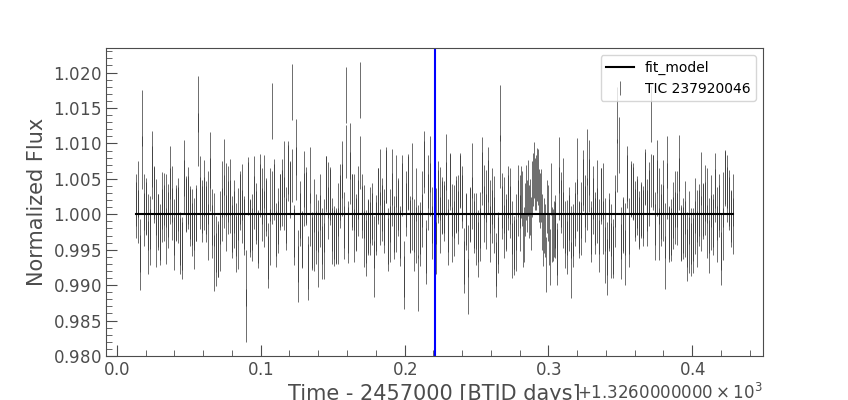 Normalized Flux
1.020
1.015
1.010
1.005
1.000
0.995
0.990
0.985
0.980
fit_model
TIC 237920046
0.0 0.1 0.2 0.3 0.4
Time - 2457000 [BTJD days]
+1.3260000000 × 10³